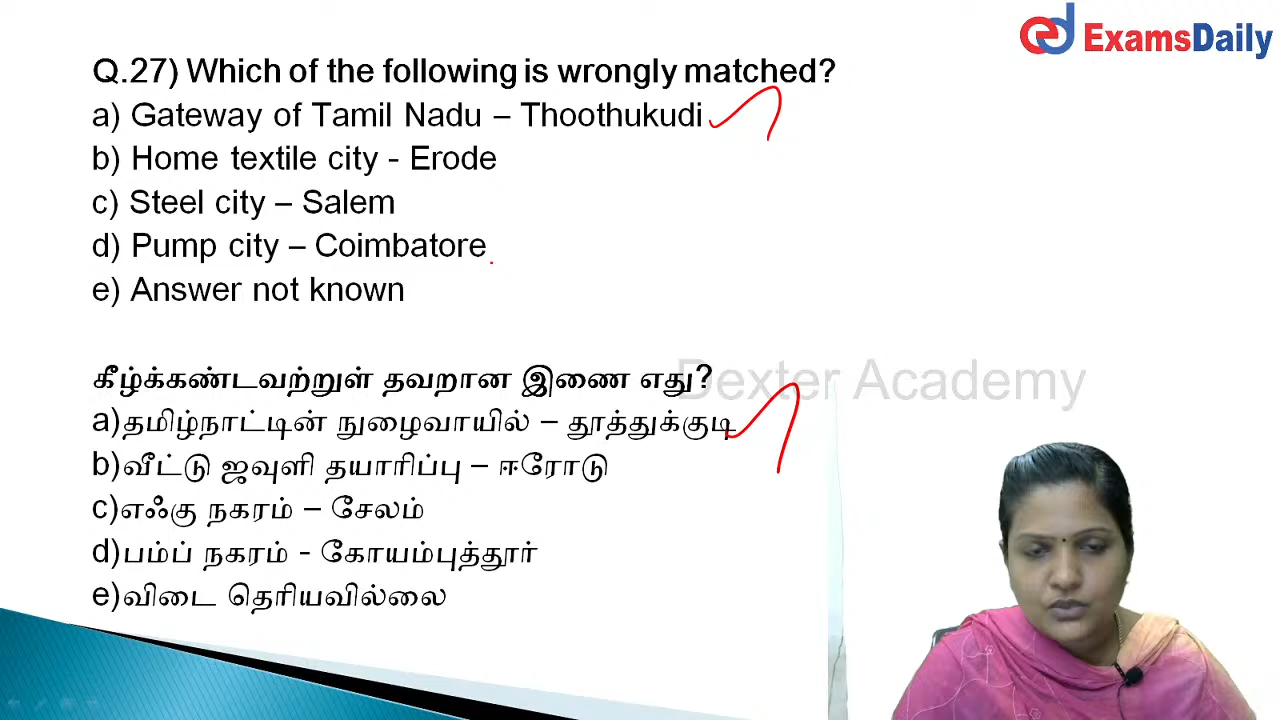 ed ExamsDaily
Q.27) Which of the following is wrongly matched?
a) Gateway of Tamil Nadu – Thoothukudi
b) Home textile city - Erode
c) Steel city – Salem
d) Pump city – Coimbatore
e) Answer not known
கீழ்க்கண்டவற்றுள் தவறான இணை எது?
Dexter Academy
a)தமிழ்நாட்டின் நுழைவாயில் – தூத்துக்குடி
b)வீட்டு ஜவுளி தயாரிப்பு – ஈரோடு
c)எஃகு நகரம் – சேலம்
d)பம்ப் நகரம் - கோயம்புத்தூர்
e)விடை தெரியவில்லை